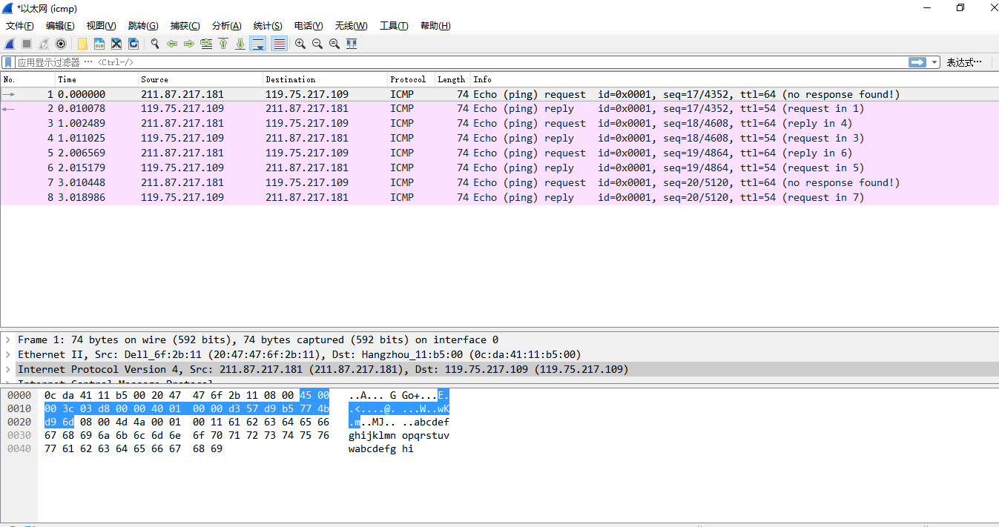 *以太网 (icmp)
文件(F) 编辑(E) 视图(V) 跳转(G) 捕获(C) 分析(A) 统计(S) 电话(Y) 无线(W) 工具(T) 帮助(H)
应用显示过滤器 … <Ctrl-/> 表达式…
No. Time Source Destination Protocol Length Info
1 0.000000 211.87.217.181 119.75.217.109 ICMP 74 Echo (ping) request id=0x0001, seq=17/4352, ttl=64 (no response found!)
2 0.010078 119.75.217.109 211.87.217.181 ICMP 74 Echo (ping) reply id=0x0001, seq=17/4352, ttl=54 (request in 1)
3 1.002489 211.87.217.181 119.75.217.109 ICMP 74 Echo (ping) request id=0x0001, seq=18/4608, ttl=64 (reply in 4)
4 1.011025 119.75.217.109 211.87.217.181 ICMP 74 Echo (ping) reply id=0x0001, seq=18/4608, ttl=54 (request in 3)
5 2.006569 211.87.217.181 119.75.217.109 ICMP 74 Echo (ping) request id=0x0001, seq=19/4864, ttl=64 (reply in 6)
6 2.015179 119.75.217.109 211.87.217.181 ICMP 74 Echo (ping) reply id=0x0001, seq=19/4864, ttl=54 (request in 5)
7 3.010448 211.87.217.181 119.75.217.109 ICMP 74 Echo (ping) request id=0x0001, seq=20/5120, ttl=64 (no response found!)
8 3.018986 119.75.217.109 211.87.217.181 ICMP 74 Echo (ping) reply id=0x0001, seq=20/5120, ttl=54 (request in 7)
Frame 1: 74 bytes on wire (592 bits), 74 bytes captured (592 bits) on interface 0
Ethernet II, Src: Dell_6f:2b:11 (20:47:47:6f:2b:11), Dst: Hangzhou_11:b5:00 (0c:da:41:11:b5:00)
Internet Protocol Version 4, Src: 211.87.217.181 (211.87.217.181), Dst: 119.75.217.109 (119.75.217.109)
Internet Control Message Protocol
0000 0c da 41 11 b5 00 20 47 47 6f 2b 11 08 00 45 00 ..A... G Go+...E.
0010 00 3c 03 d8 00 00 40 01 00 00 d3 57 d9 b5 77 4b .<....@. ...W..wK
0020 d9 6d 08 00 4d 4a 00 01 00 11 61 62 63 64 65 66 .m..MJ.. ..abcdef
0030 67 68 69 6a 6b 6c 6d 6e 6f 70 71 72 73 74 75 76 ghijklmn opqrstuv
0040 77 61 62 63 64 65 66 67 68 69 wabcdefg hi